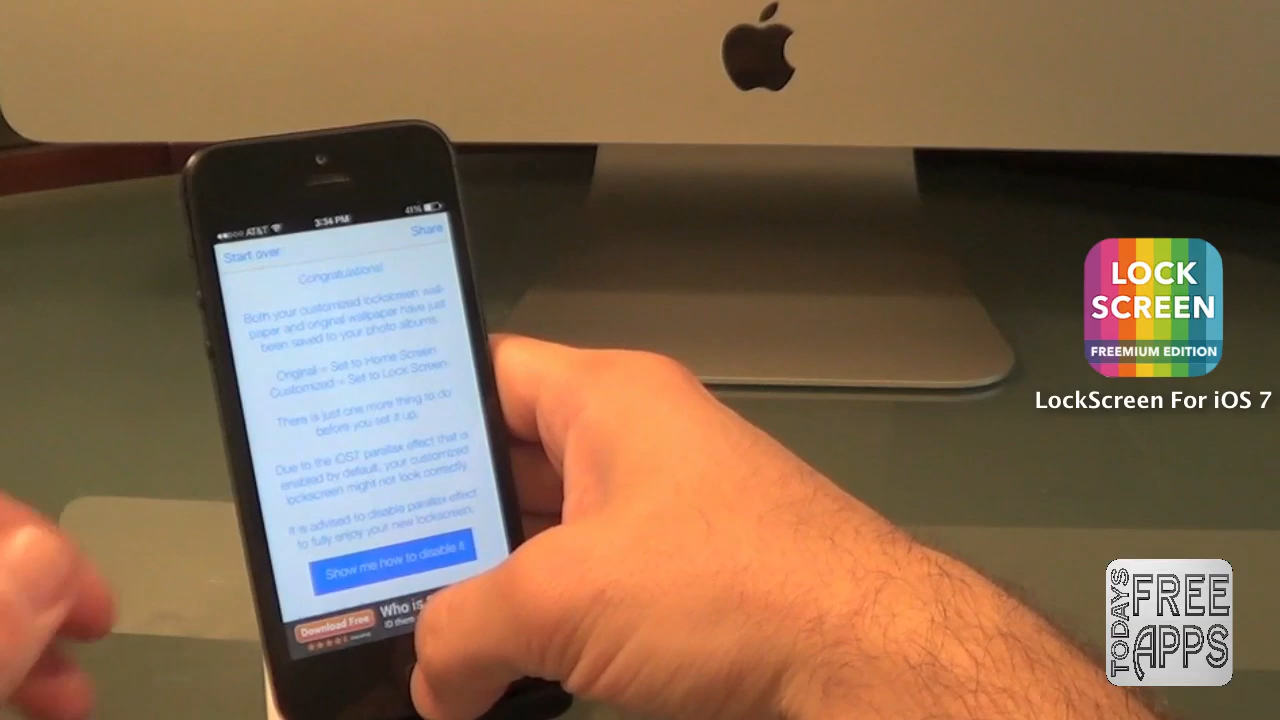 AT&T 3:34 PM 41%
Start over Share
Congratulations!
Both your customized lockscreen wall-
paper and original wallpaper have just
been saved to your photo albums.
Original = Set to Home Screen
Customized = Set to Lock Screen
There is just one more thing to do
before you set it up.
Due to the iOS7 parallax effect that is
enabled by default, your customized
lockscreen might not look correctly.
It is advised to disable parallax effect
to fully enjoy your new lockscreen.
Show me how to disable it
Download Free
Who is
ID them
LOCK
SCREEN
FREEMIUM EDITION
LockScreen For iOS 7
TODAYS
FREE
APPS